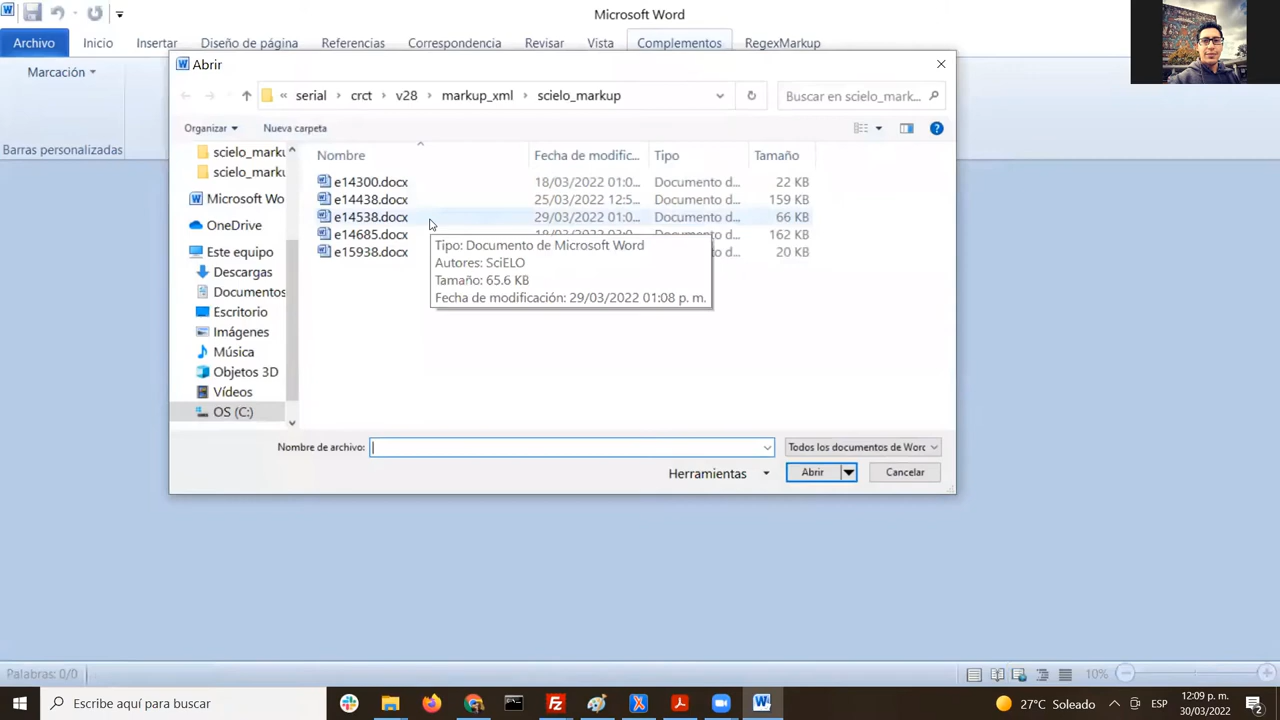 Microsoft Word
Archivo Inicio Insertar Diseño de página Referencias Correspondencia Revisar Vista Complementos RegexMarkup
Marcación
Barras personalizadas
Abrir
« serial › crct › v28 › markup_xml › scielo_markup
Buscar en scielo_mark...
Organizar Nueva carpeta
Nombre Fecha de modific... Tipo Tamaño
scielo_marku
scielo_marku
Microsoft Wo
OneDrive
Este equipo
Descargas
Documentos
Escritorio
Imágenes
Música
Objetos 3D
Vídeos
OS (C:)
e14300.docx 18/03/2022 01:0... Documento d... 22 KB
e14438.docx 25/03/2022 12:5... Documento d... 159 KB
e14538.docx 29/03/2022 01:0... Documento d... 66 KB
e14685.docx Documento d... 162 KB
e15938.docx Documento d... 20 KB
Tipo: Documento de Microsoft Word
Autores: SciELO
Tamaño: 65.6 KB
Fecha de modificación: 29/03/2022 01:08 p. m.
Nombre de archivo:
Todos los documentos de Worc
Herramientas Abrir Cancelar
Palabras: 0/0
10%
Escribe aquí para buscar
27°C Soleado
ESP
12:09 p. m.
30/03/2022
2